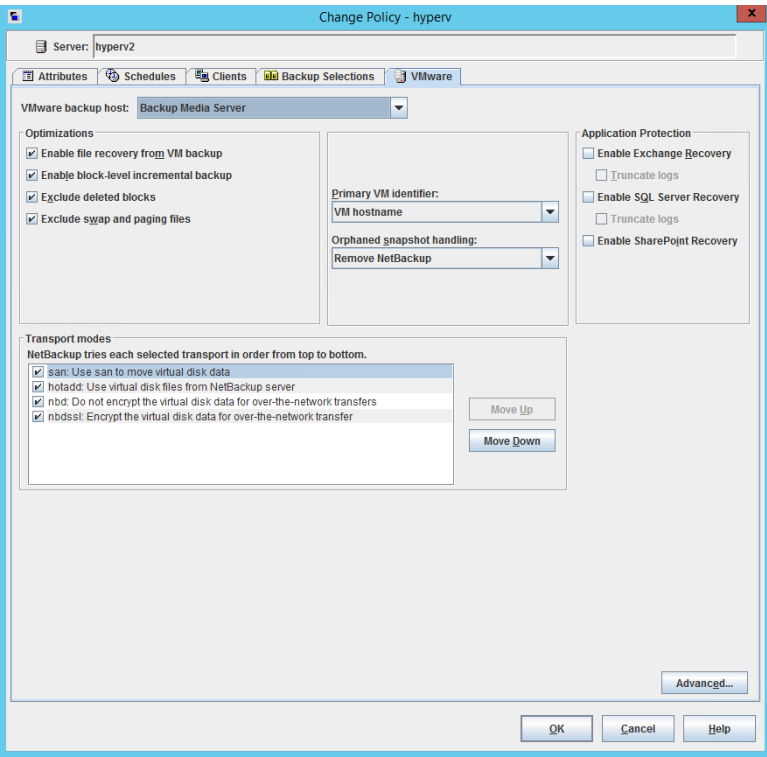 Change Policy - hyperv
x
Server: hyperv2
Attributes
Schedules
Clients
Backup Selections
VMware
VMware backup host: Backup Media Server
Optimizations
Enable file recovery from VM backup
Enable block-level incremental backup
Exclude deleted blocks
Exclude swap and paging files
Primary VM identifier:
VM hostname
Orphaned snapshot handling:
Remove NetBackup
Application Protection
Enable Exchange Recovery
Truncate logs
Enable SQL Server Recovery
Truncate logs
Enable SharePoint Recovery
Transport modes
NetBackup tries each selected transport in order from top to bottom.
san: Use san to move virtual disk data
hotadd: Use virtual disk files from NetBackup server
nbd: Do not encrypt the virtual disk data for over-the-network transfers
nbdssl: Encrypt the virtual disk data for over-the-network transfer
Move Up
Move Down
Advanced...
OK
Cancel
Help